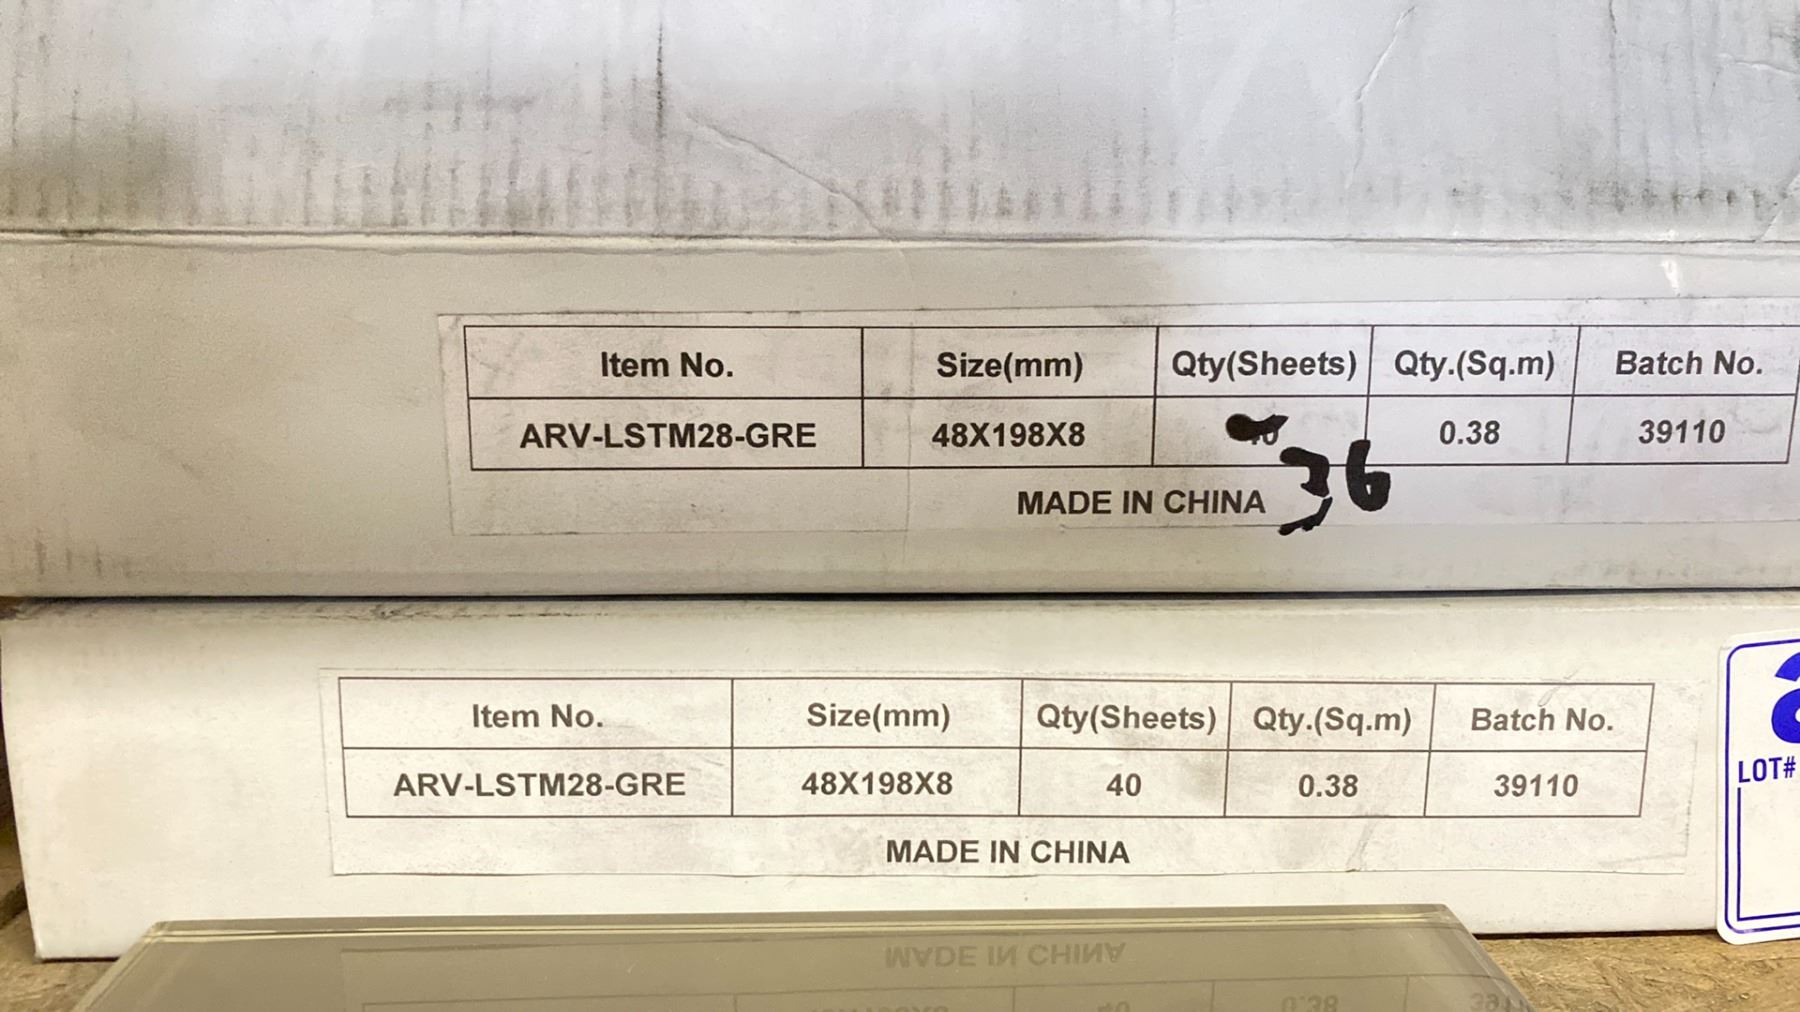 Item No. Size(mm) Qty(Sheets) Qty.(Sq.m) Batch No.
ARV-LSTM28-GRE 48X198X8 0.38 39110
MADE IN CHINA 36
Item No. Size(mm) Qty(Sheets) Qty.(Sq.m) Batch No.
ARV-LSTM28-GRE 48X198X8 40 0.38 39110
MADE IN CHINA
LOT#
MADE IN CHINA
0.38